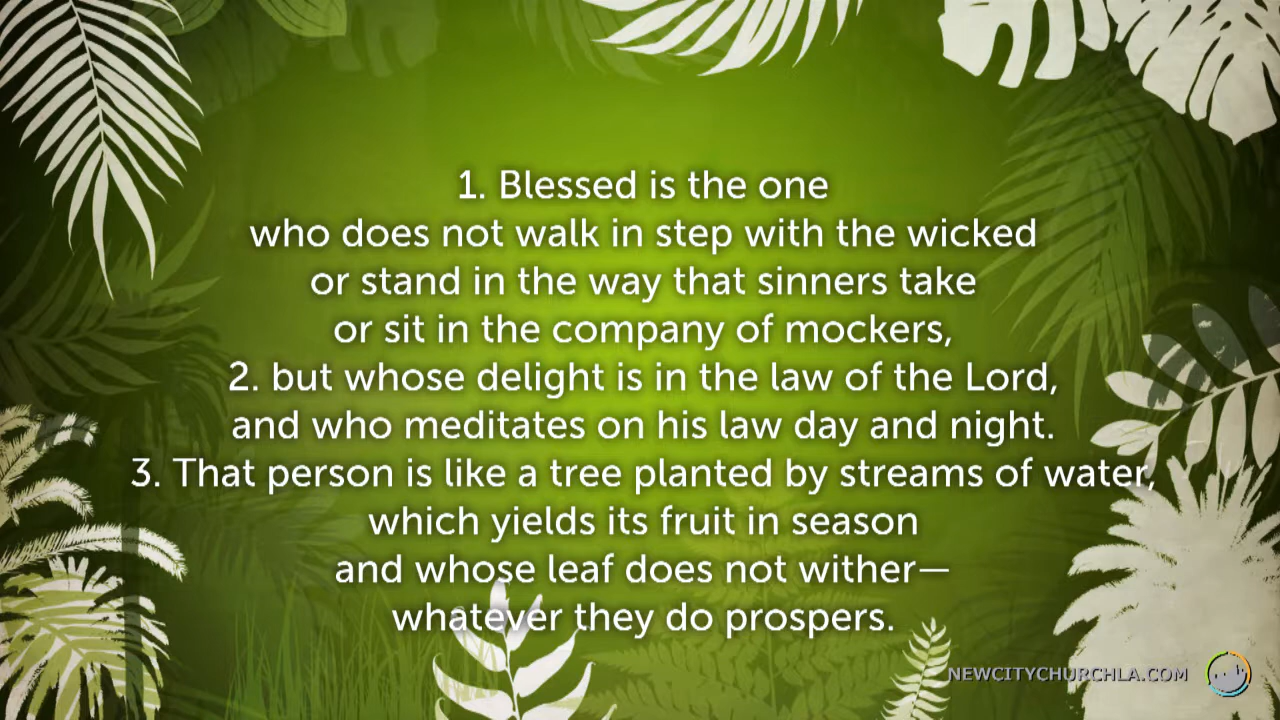 1. Blessed is the one
who does not walk in step with the wicked
or stand in the way that sinners take
or sit in the company of mockers,
2. but whose delight is in the law of the Lord,
and who meditates on his law day and night.
3. That person is like a tree planted by streams of water,
which yields its fruit in season
and whose leaf does not wither—
whatever they do prospers.
NEWCITYCHURCHLA.COM